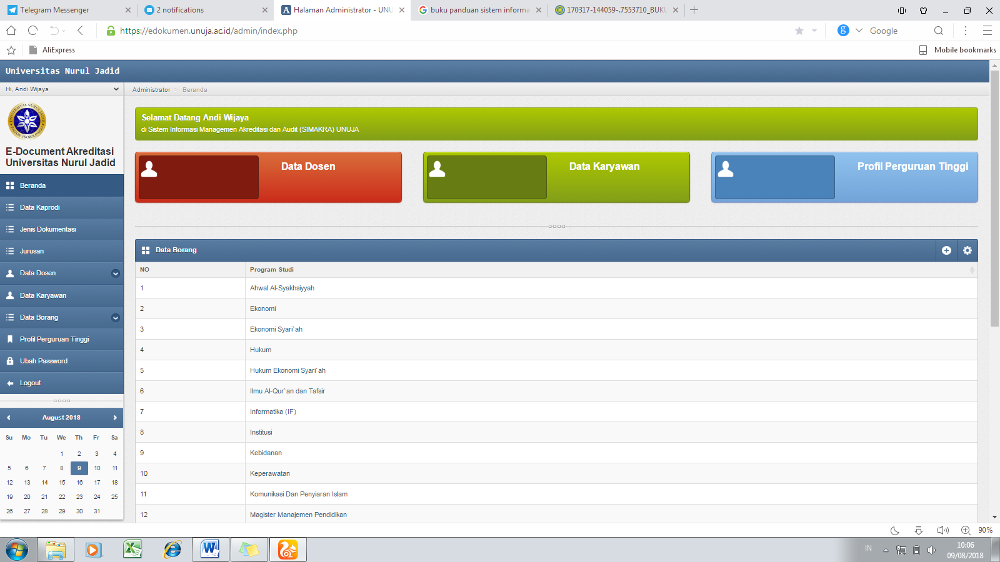 Telegram Messenger
2 notifications
Halaman Administrator - UNU
buku panduan sistem informa
170317-144059-.7553710_BUKU
https://edokumen.unuja.ac.id/admin/index.php
Google
AliExpress
Mobile bookmarks
Universitas Nurul Jadid
Hi, Andi Wijaya
Administrator > Beranda
E-Document Akreditasi
Universitas Nurul Jadid
Beranda
Data Kaprodi
Jenis Dokumentasi
Jurusan
Data Dosen
Data Karyawan
Data Borang
Profil Perguruan Tinggi
Ubah Password
Logout
August 2018
Su Mo Tu We Th Fr Sa
1 2 3 4
5 6 7 8 9 10 11
12 13 14 15 16 17 18
19 20 21 22 23 24 25
26 27 28 29 30 31
Selamat Datang Andi Wijaya
di Sistem Informasi Managemen Akreditasi dan Audit (SIMAKRA) UNUJA
Data Dosen
Data Karyawan
Profil Perguruan Tinggi
Data Borang
NO Program Studi
1 Ahwal Al-Syakhsiyyah
2 Ekonomi
3 Ekonomi Syari`ah
4 Hukum
5 Hukum Ekonomi Syari`ah
6 Ilmu Al-Qur`an dan Tafsir
7 Informatika (IF)
8 Institusi
9 Kebidanan
10 Keperawatan
11 Komunikasi Dan Penyiaran Islam
12 Magister Manajemen Pendidikan
90%
IN
10:06
09/08/2018